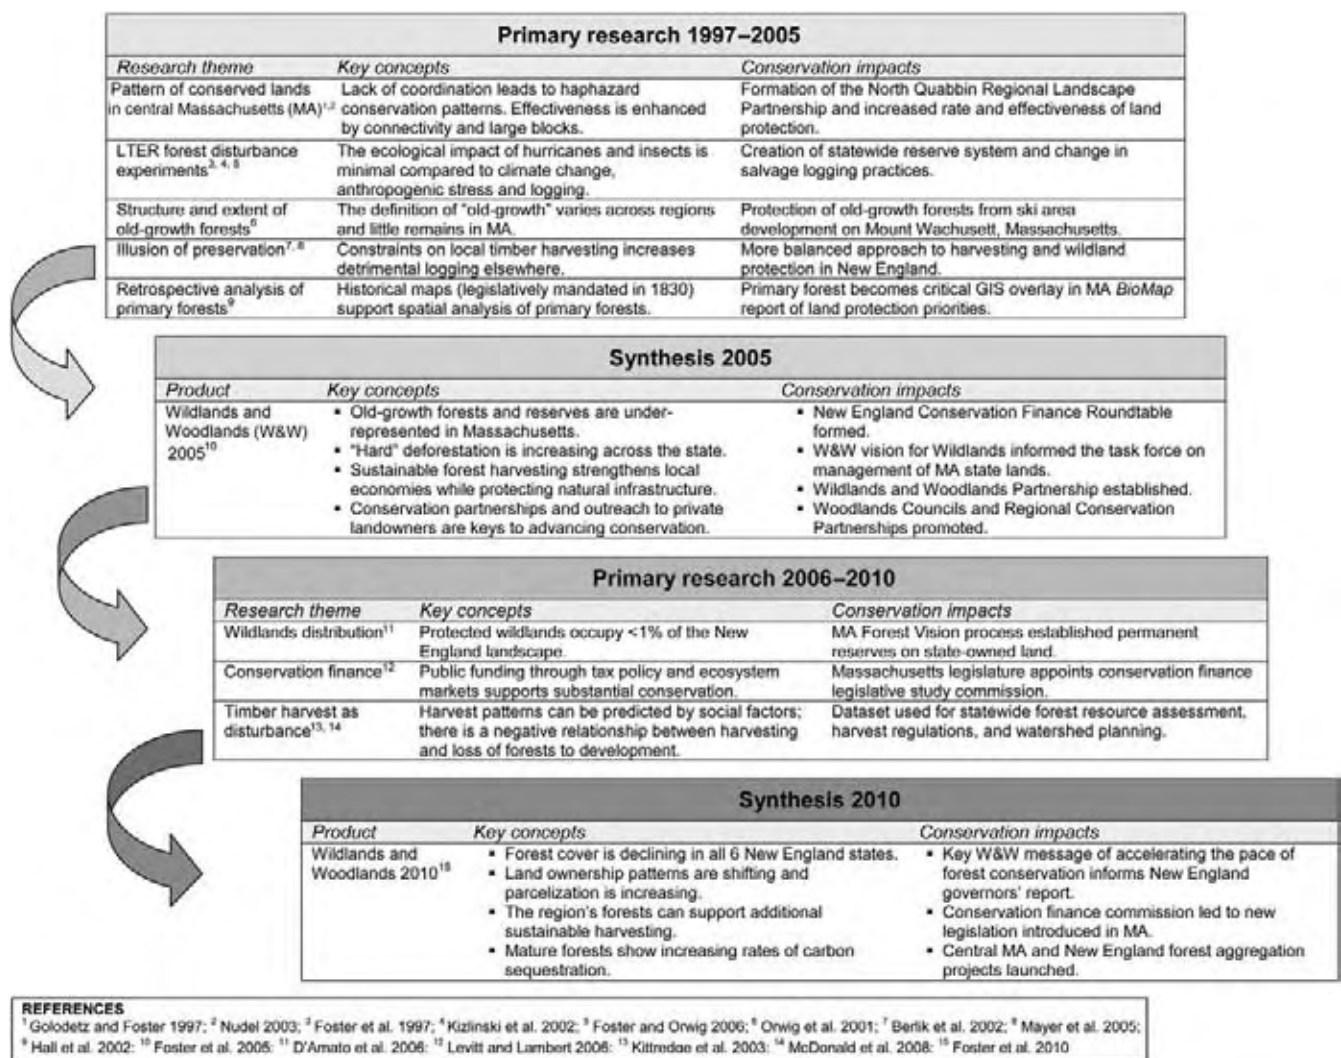 Primary research 1997–2005
Research theme Key concepts Conservation impacts
Pattern of conserved lands Lack of coordination leads to haphazard Formation of the North Quabbin Regional Landscape
in central Massachusetts (MA)1,2 conservation patterns. Effectiveness is enhanced Partnership and increased rate and effectiveness of land
by connectivity and large blocks. protection.
LTER forest disturbance The ecological impact of hurricanes and insects is Creation of statewide reserve system and change in
experiments3, 4, 5 minimal compared to climate change, salvage logging practices.
anthropogenic stress and logging.
Structure and extent of The definition of "old-growth" varies across regions Protection of old-growth forests from ski area
old-growth forests6 and little remains in MA. development on Mount Wachusett, Massachusetts.
Illusion of preservation7, 8 Constraints on local timber harvesting increases More balanced approach to harvesting and wildland
detrimental logging elsewhere. protection in New England.
Retrospective analysis of Historical maps (legislatively mandated in 1830) Primary forest becomes critical GIS overlay in MA BioMap
primary forests9 support spatial analysis of primary forests. report of land protection priorities.
Synthesis 2005
Product Key concepts Conservation impacts
Wildlands and ▪ Old-growth forests and reserves are under- ▪ New England Conservation Finance Roundtable
Woodlands (W&W) represented in Massachusetts. formed.
200510 ▪ "Hard" deforestation is increasing across the state. ▪ W&W vision for Wildlands informed the task force on
▪ Sustainable forest harvesting strengthens local management of MA state lands.
economies while protecting natural infrastructure. ▪ Wildlands and Woodlands Partnership established.
▪ Conservation partnerships and outreach to private ▪ Woodlands Councils and Regional Conservation
landowners are keys to advancing conservation. Partnerships promoted.
Primary research 2006–2010
Research theme Key concepts Conservation impacts
Wildlands distribution11 Protected wildlands occupy <1% of the New MA Forest Vision process established permanent
England landscape. reserves on state-owned land.
Conservation finance12 Public funding through tax policy and ecosystem Massachusetts legislature appoints conservation finance
markets supports substantial conservation. legislative study commission.
Timber harvest as Harvest patterns can be predicted by social factors; Dataset used for statewide forest resource assessment,
disturbance13, 14 there is a negative relationship between harvesting harvest regulations, and watershed planning.
and loss of forests to development.
Synthesis 2010
Product Key concepts Conservation impacts
Wildlands and ▪ Forest cover is declining in all 6 New England states. ▪ Key W&W message of accelerating the pace of
Woodlands 201015 ▪ Land ownership patterns are shifting and forest conservation informs New England
parcelization is increasing. governors' report.
▪ The region's forests can support additional ▪ Conservation finance commission led to new
sustainable harvesting. legislation introduced in MA.
▪ Mature forests show increasing rates of carbon ▪ Central MA and New England forest aggregation
sequestration. projects launched.
REFERENCES
1 Golodetz and Foster 1997; 2 Nudel 2003; 3 Foster et al. 1997; 4 Kizlinski et al. 2002; 5 Foster and Orwig 2006; 6 Orwig et al. 2001; 7 Berlik et al. 2002; 8 Mayer et al. 2005;
9 Hall et al. 2002; 10 Foster et al. 2005; 11 D'Amato et al. 2006; 12 Levitt and Lambert 2006; 13 Kittredge et al. 2003; 14 McDonald et al. 2008; 15 Foster et al. 2010